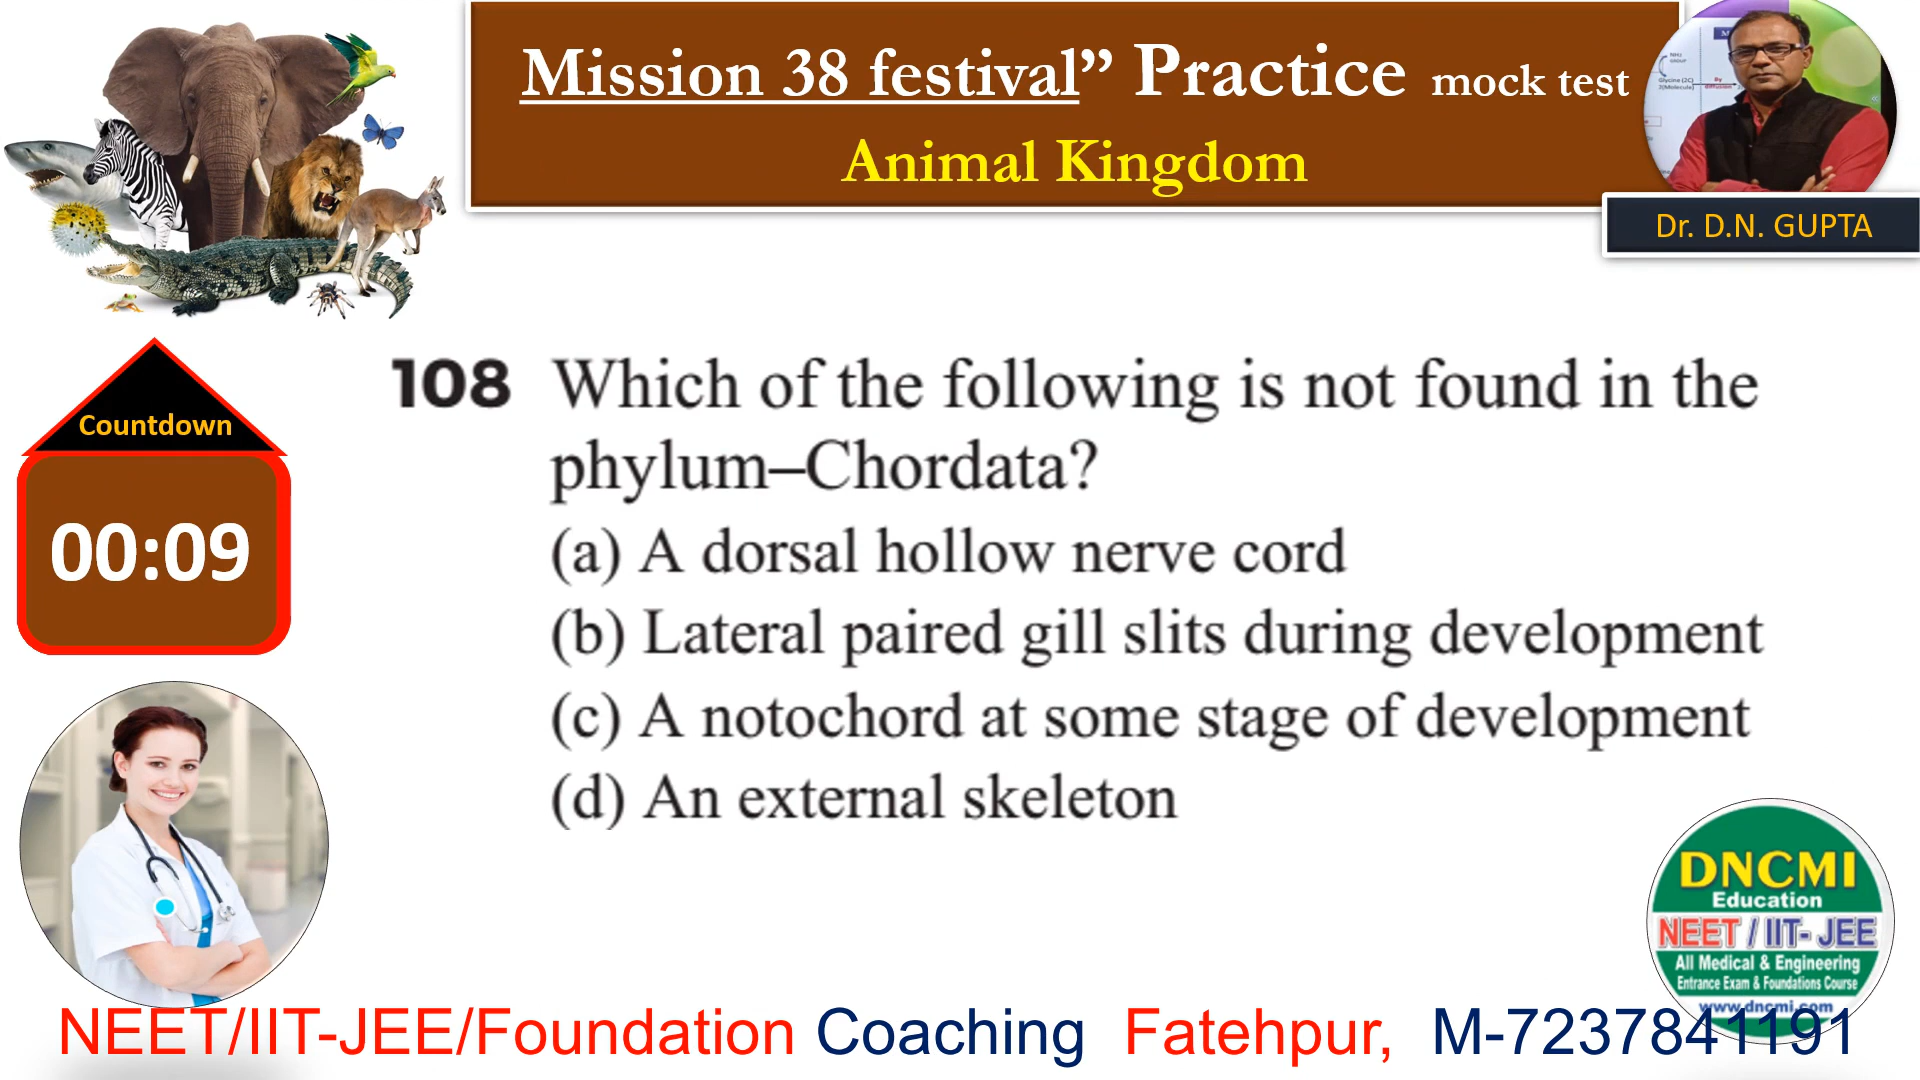 Mission 38 festival” Practice mock test
Animal Kingdom
Dr. D.N. GUPTA
Countdown
00:09
108 Which of the following is not found in the
phylum–Chordata?
(a) A dorsal hollow nerve cord
(b) Lateral paired gill slits during development
(c) A notochord at some stage of development
(d) An external skeleton
DNCMI
Education
NEET / IIT- JEE
All Medical & Engineering
Entrance Exam & Foundations Course
www.dncmi.com
NEET/IIT-JEE/Foundation Coaching Fatehpur, M-7237841191